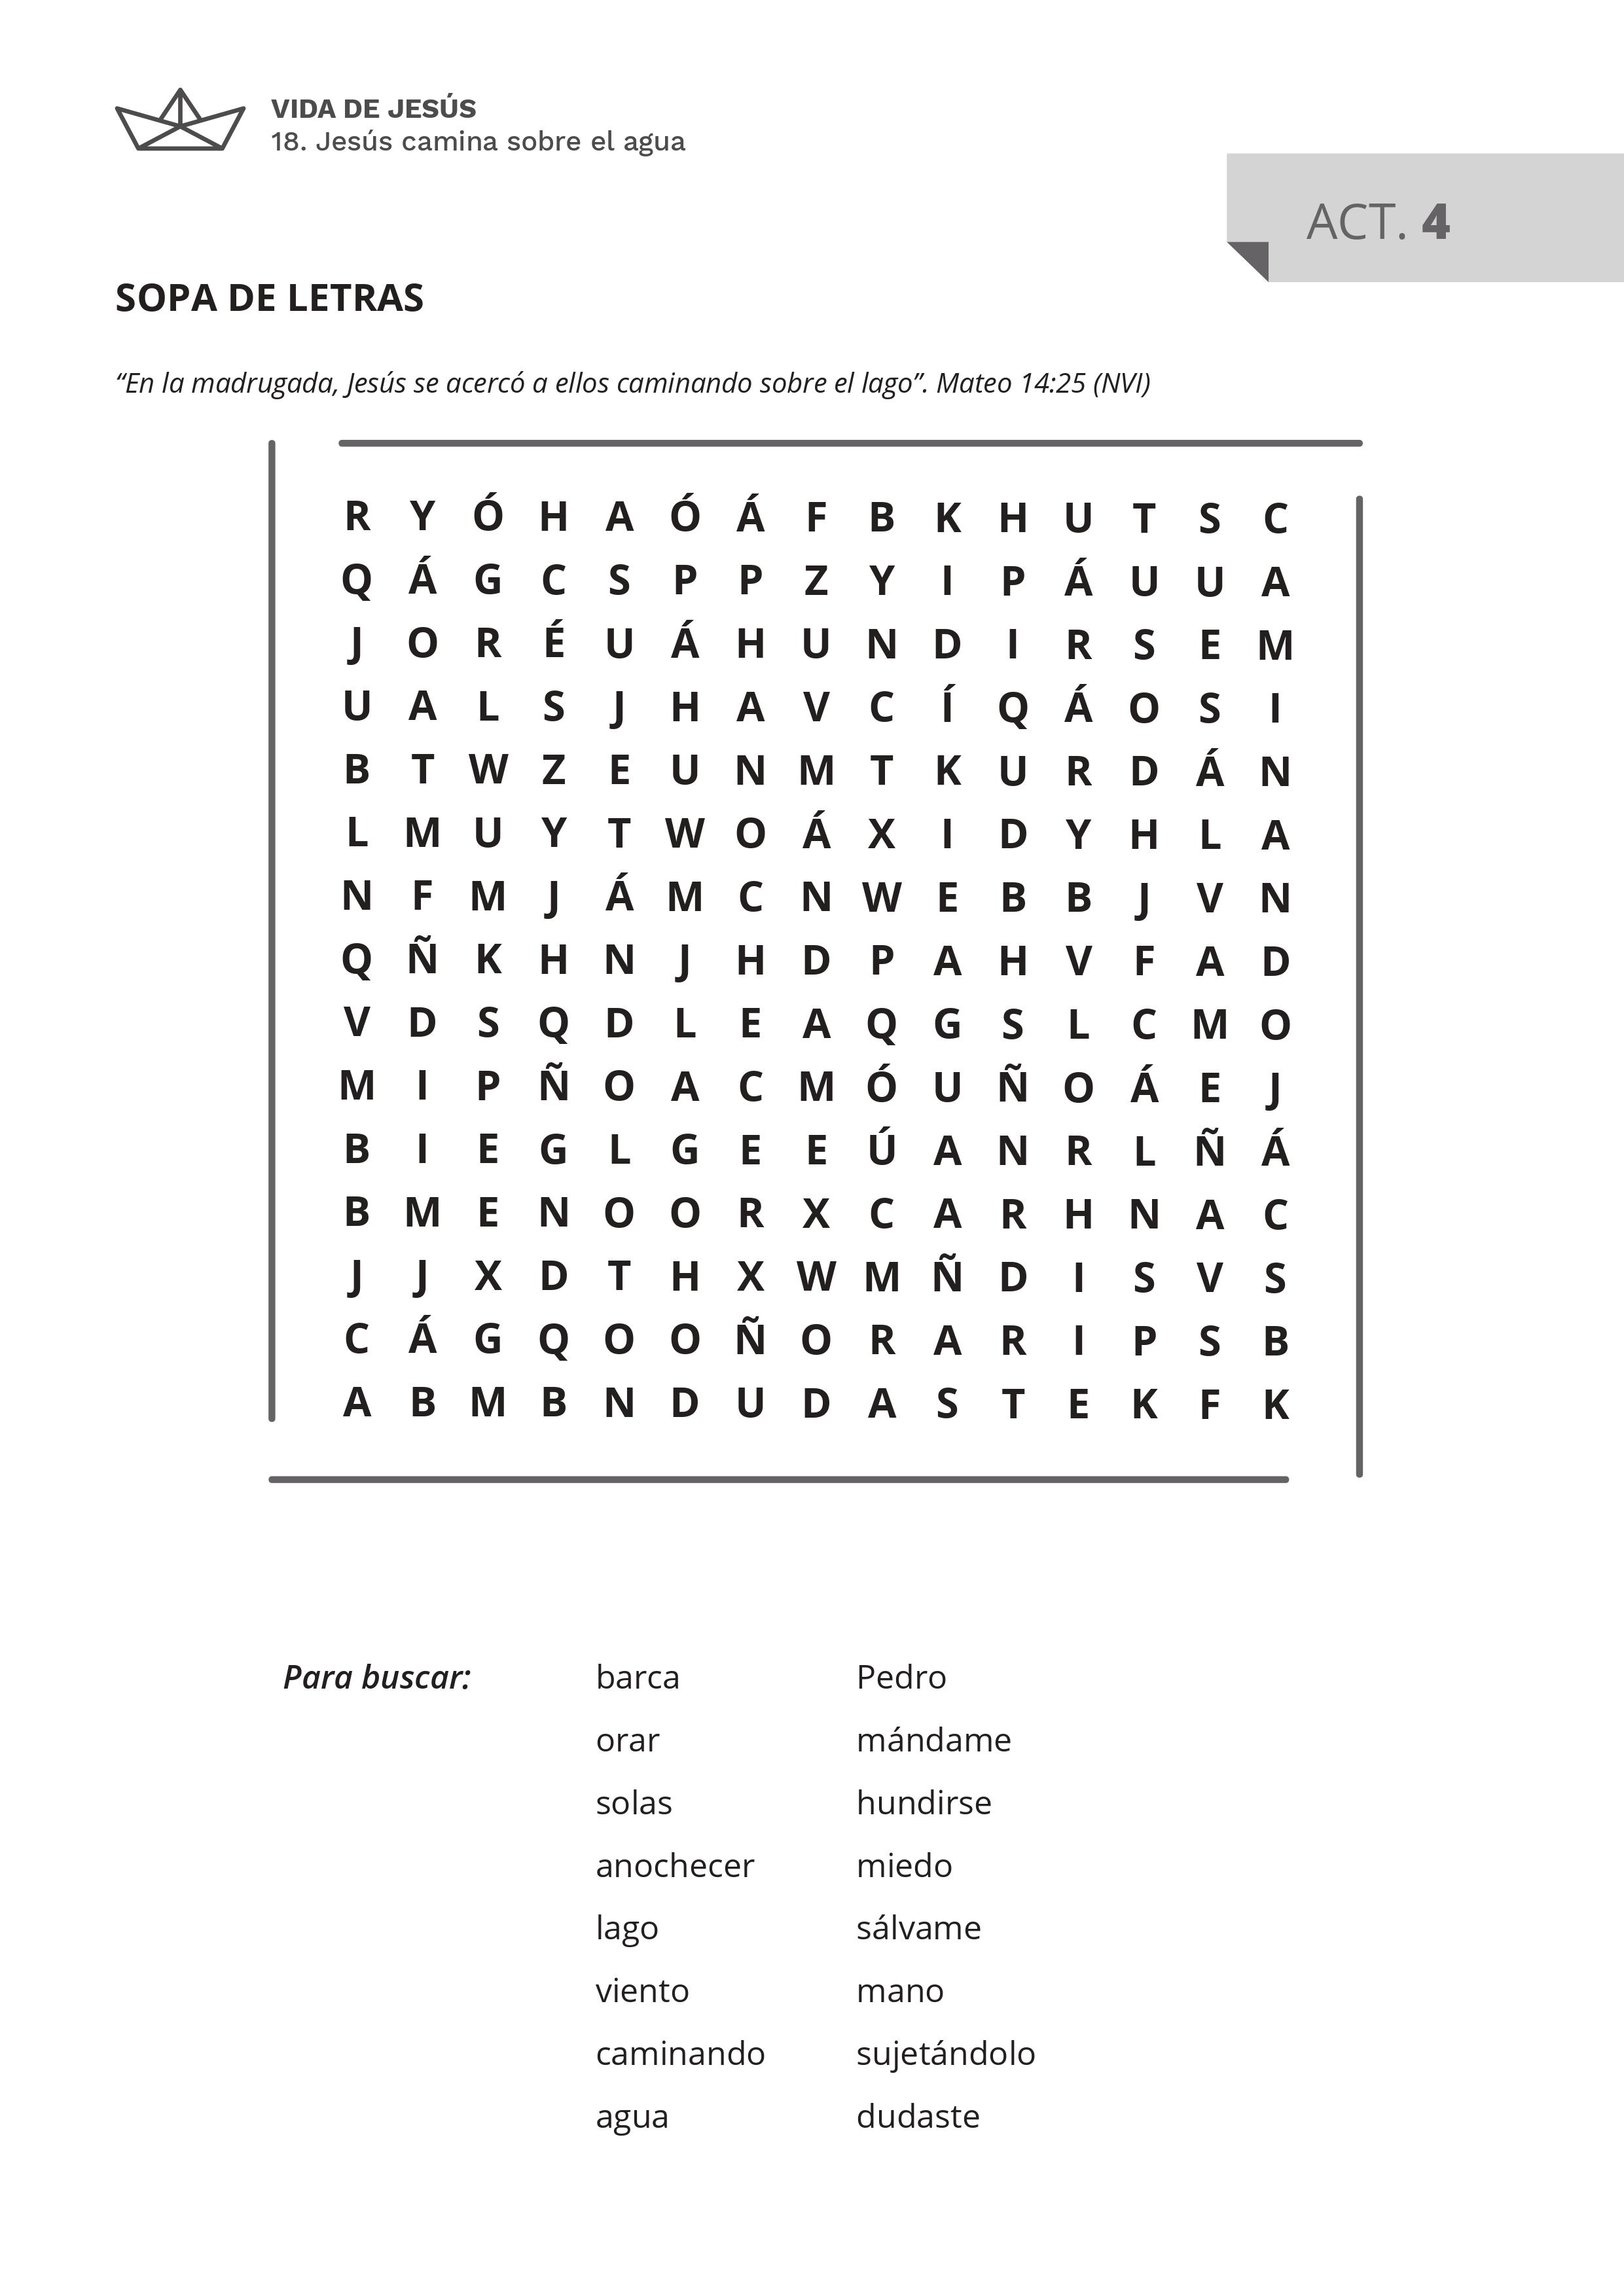 VIDA DE JESÚS
18. Jesús camina sobre el agua
ACT. 4
SOPA DE LETRAS
“En la madrugada, Jesús se acercó a ellos caminando sobre el lago”. Mateo 14:25 (NVI)
R Y Ó H A Ó Á F B K H U T S C
Q Á G C S P P Z Y I P Á U U A
J O R É U Á H U N D I R S E M
U A L S J H A V C Í Q Á O S I
B T W Z E U N M T K U R D Á N
L M U Y T W O Á X I D Y H L A
N F M J Á M C N W E B B J V N
Q Ñ K H N J H D P A H V F A D
V D S Q D L E A Q G S L C M O
M I P Ñ O A C M Ó U Ñ O Á E J
B I E G L G E E Ú A N R L Ñ Á
B M E N O O R X C A R H N A C
J J X D T H X W M Ñ D I S V S
C Á G Q O O Ñ O R A R I P S B
A B M B N D U D A S T E K F K
Para buscar:
barca
orar
solas
anochecer
lago
viento
caminando
agua
Pedro
mándame
hundirse
miedo
sálvame
mano
sujetándolo
dudaste